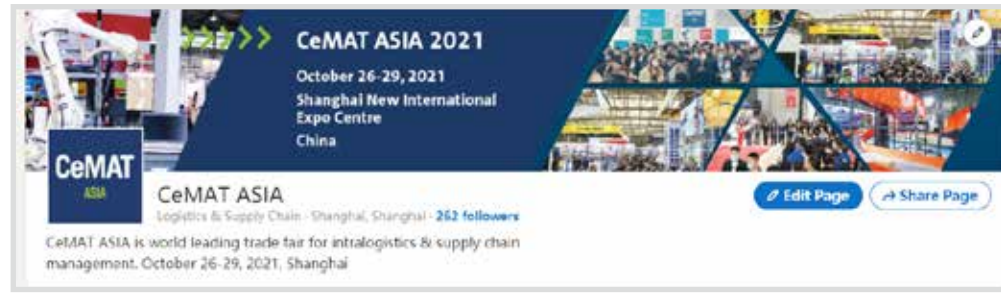 CeMAT ASIA 2021
October 26-29, 2021
Shanghai New International
Expo Centre
China
CeMAT
ASIA
CeMAT ASIA
Logistics & Supply Chain · Shanghai, Shanghai · 262 followers
Edit Page
Share Page
CeMAT ASIA is world leading trade fair for intralogistics & supply chain
management. October 26-29, 2021, Shanghai